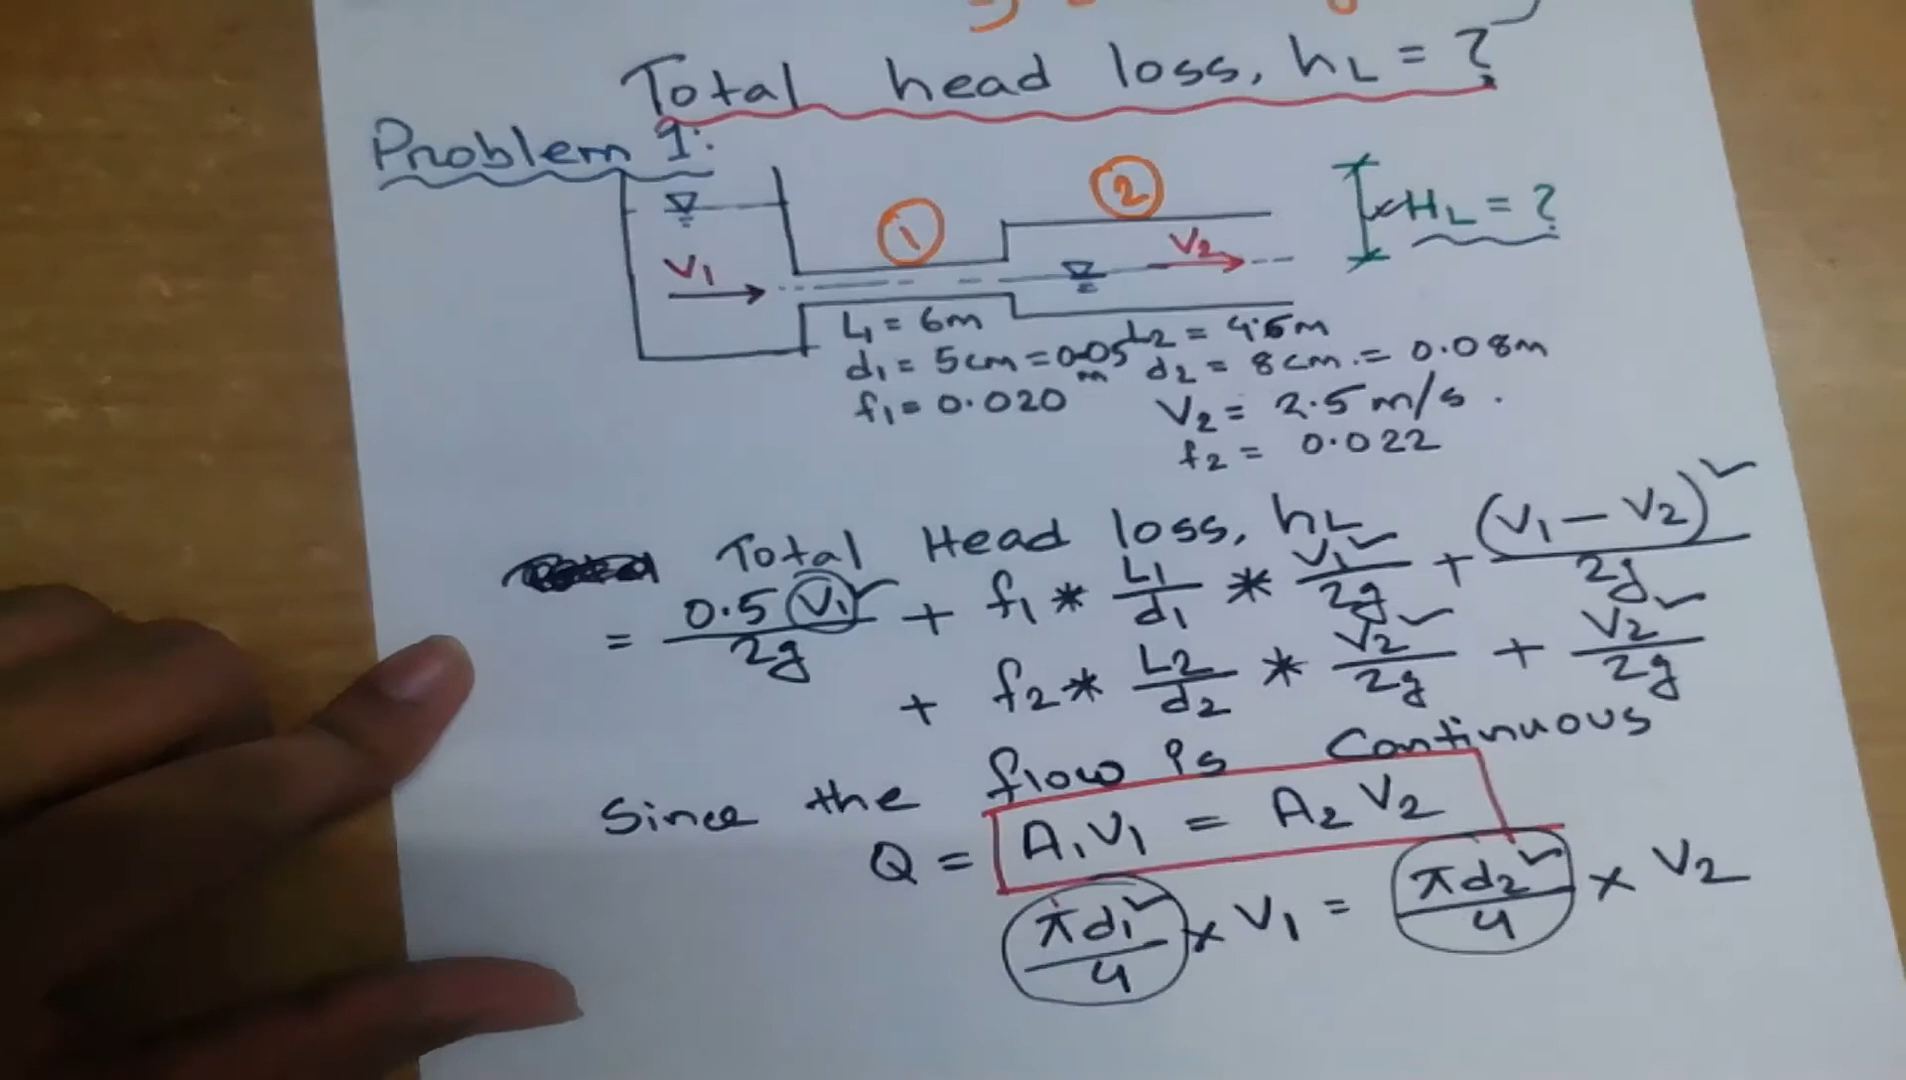 Total head loss, hL = ?
Problem 1:
① ②
HL = ?
V1 V2
L1 = 6m L2 = 4.5m
d1 = 5cm = 0.05m d2 = 8cm. = 0.08m
f1 = 0.020 V2 = 2.5 m/s.
f2 = 0.022
Total Head loss, hL
= 0.5 V1²/2g + f1 * L1/d1 * V1²/2g + (V1 - V2)²/2g
+ f2 * L2/d2 * V2²/2g + V2²/2g
Since the flow is Continuous
Q = A1V1 = A2V2
πd1²/4 × V1 = πd2²/4 × V2